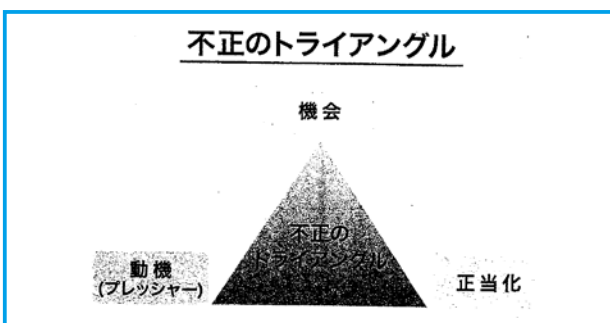 不正のトライアングル
機会
不正の
トライアングル
動機
(プレッシャー)
正当化